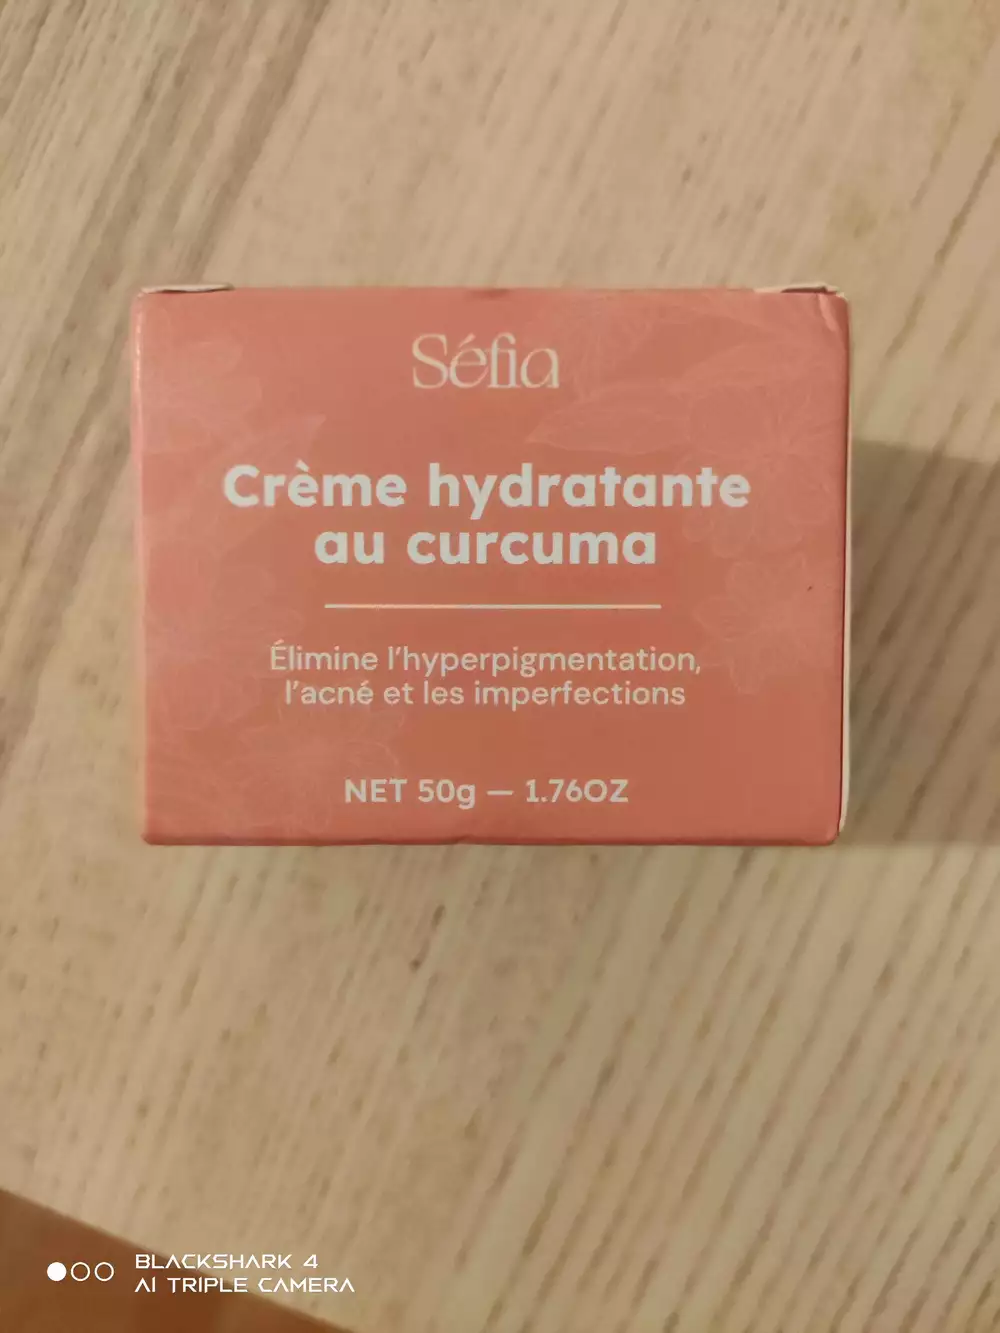 Séfia
Crème hydratante
au curcuma
Élimine l'hyperpigmentation,
l'acné et les imperfections
NET 50g — 1.76OZ
BLACKSHARK 4
AI TRIPLE CAMERA